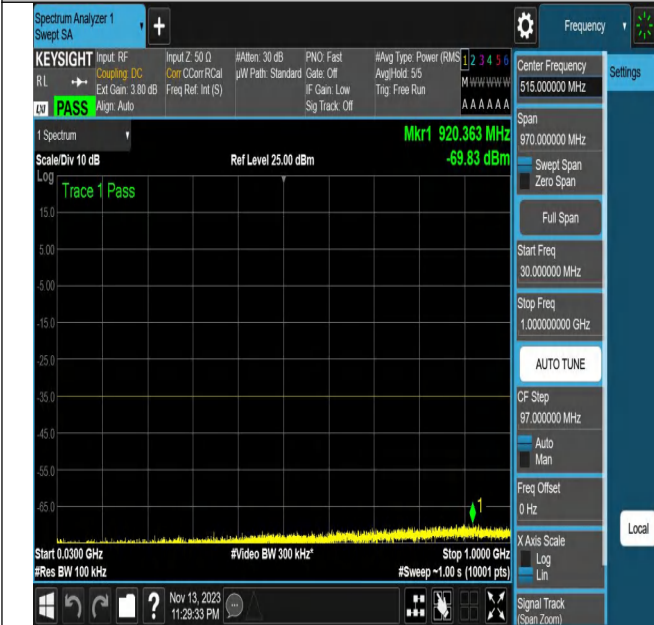 Spectrum Analyzer 1
Swept SA
+
Frequency
KEYSIGHT
RL
PASS
Input: RF
Coupling: DC
Ext Gain: 3.80 dB
Align: Auto
Input Z: 50 Ω
Corr CCorr RCal
Freq Ref: Int (S)
#Atten: 30 dB
µW Path: Standard
PNO: Fast
Gate: Off
IF Gain: Low
Sig Track: Off
#Avg Type: Power (RMS
Avg|Hold: 5/5
Trig: Free Run
1 2 3 4 5 6
M W W W W W
A A A A A A
1 Spectrum
Scale/Div 10 dB
Ref Level 25.00 dBm
Mkr1 920.363 MHz
-69.83 dBm
Log
Trace 1 Pass
15.0
5.00
-5.00
-15.0
-25.0
-35.0
-45.0
-55.0
-65.0
1
Start 0.0300 GHz
#Video BW 300 kHz*
Stop 1.0000 GHz
#Res BW 100 kHz
#Sweep ~1.00 s (10001 pts)
?
Nov 13, 2023
11:29:33 PM
Center Frequency
515.000000 MHz
Settings
Span
970.000000 MHz
Swept Span
Zero Span
Full Span
Start Freq
30.000000 MHz
Stop Freq
1.000000000 GHz
AUTO TUNE
CF Step
97.000000 MHz
Auto
Man
Freq Offset
0 Hz
Local
X Axis Scale
Log
Lin
Signal Track
(Span Zoom)